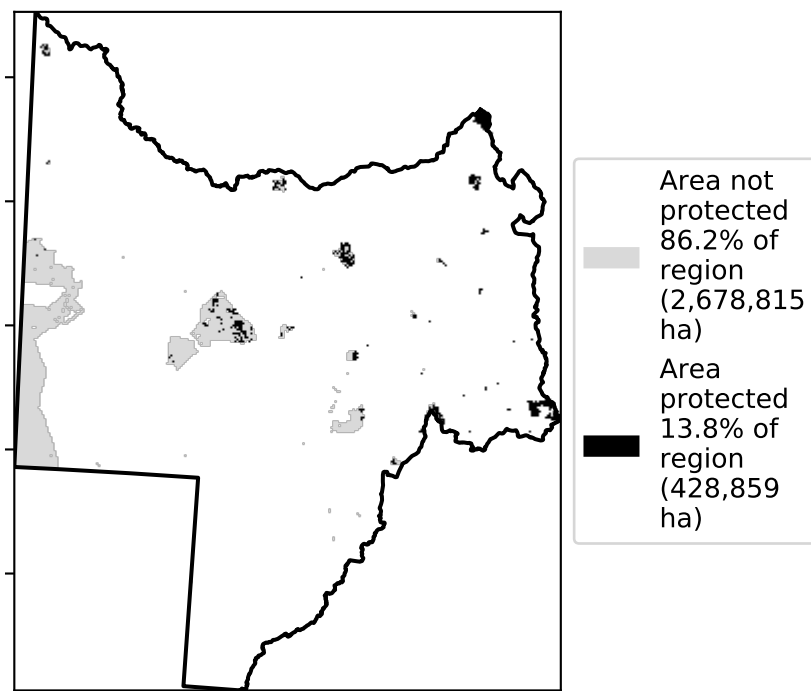 Area not
protected
86.2% of
region
(2,678,815
ha)
Area
protected
13.8% of
region
(428,859
ha)